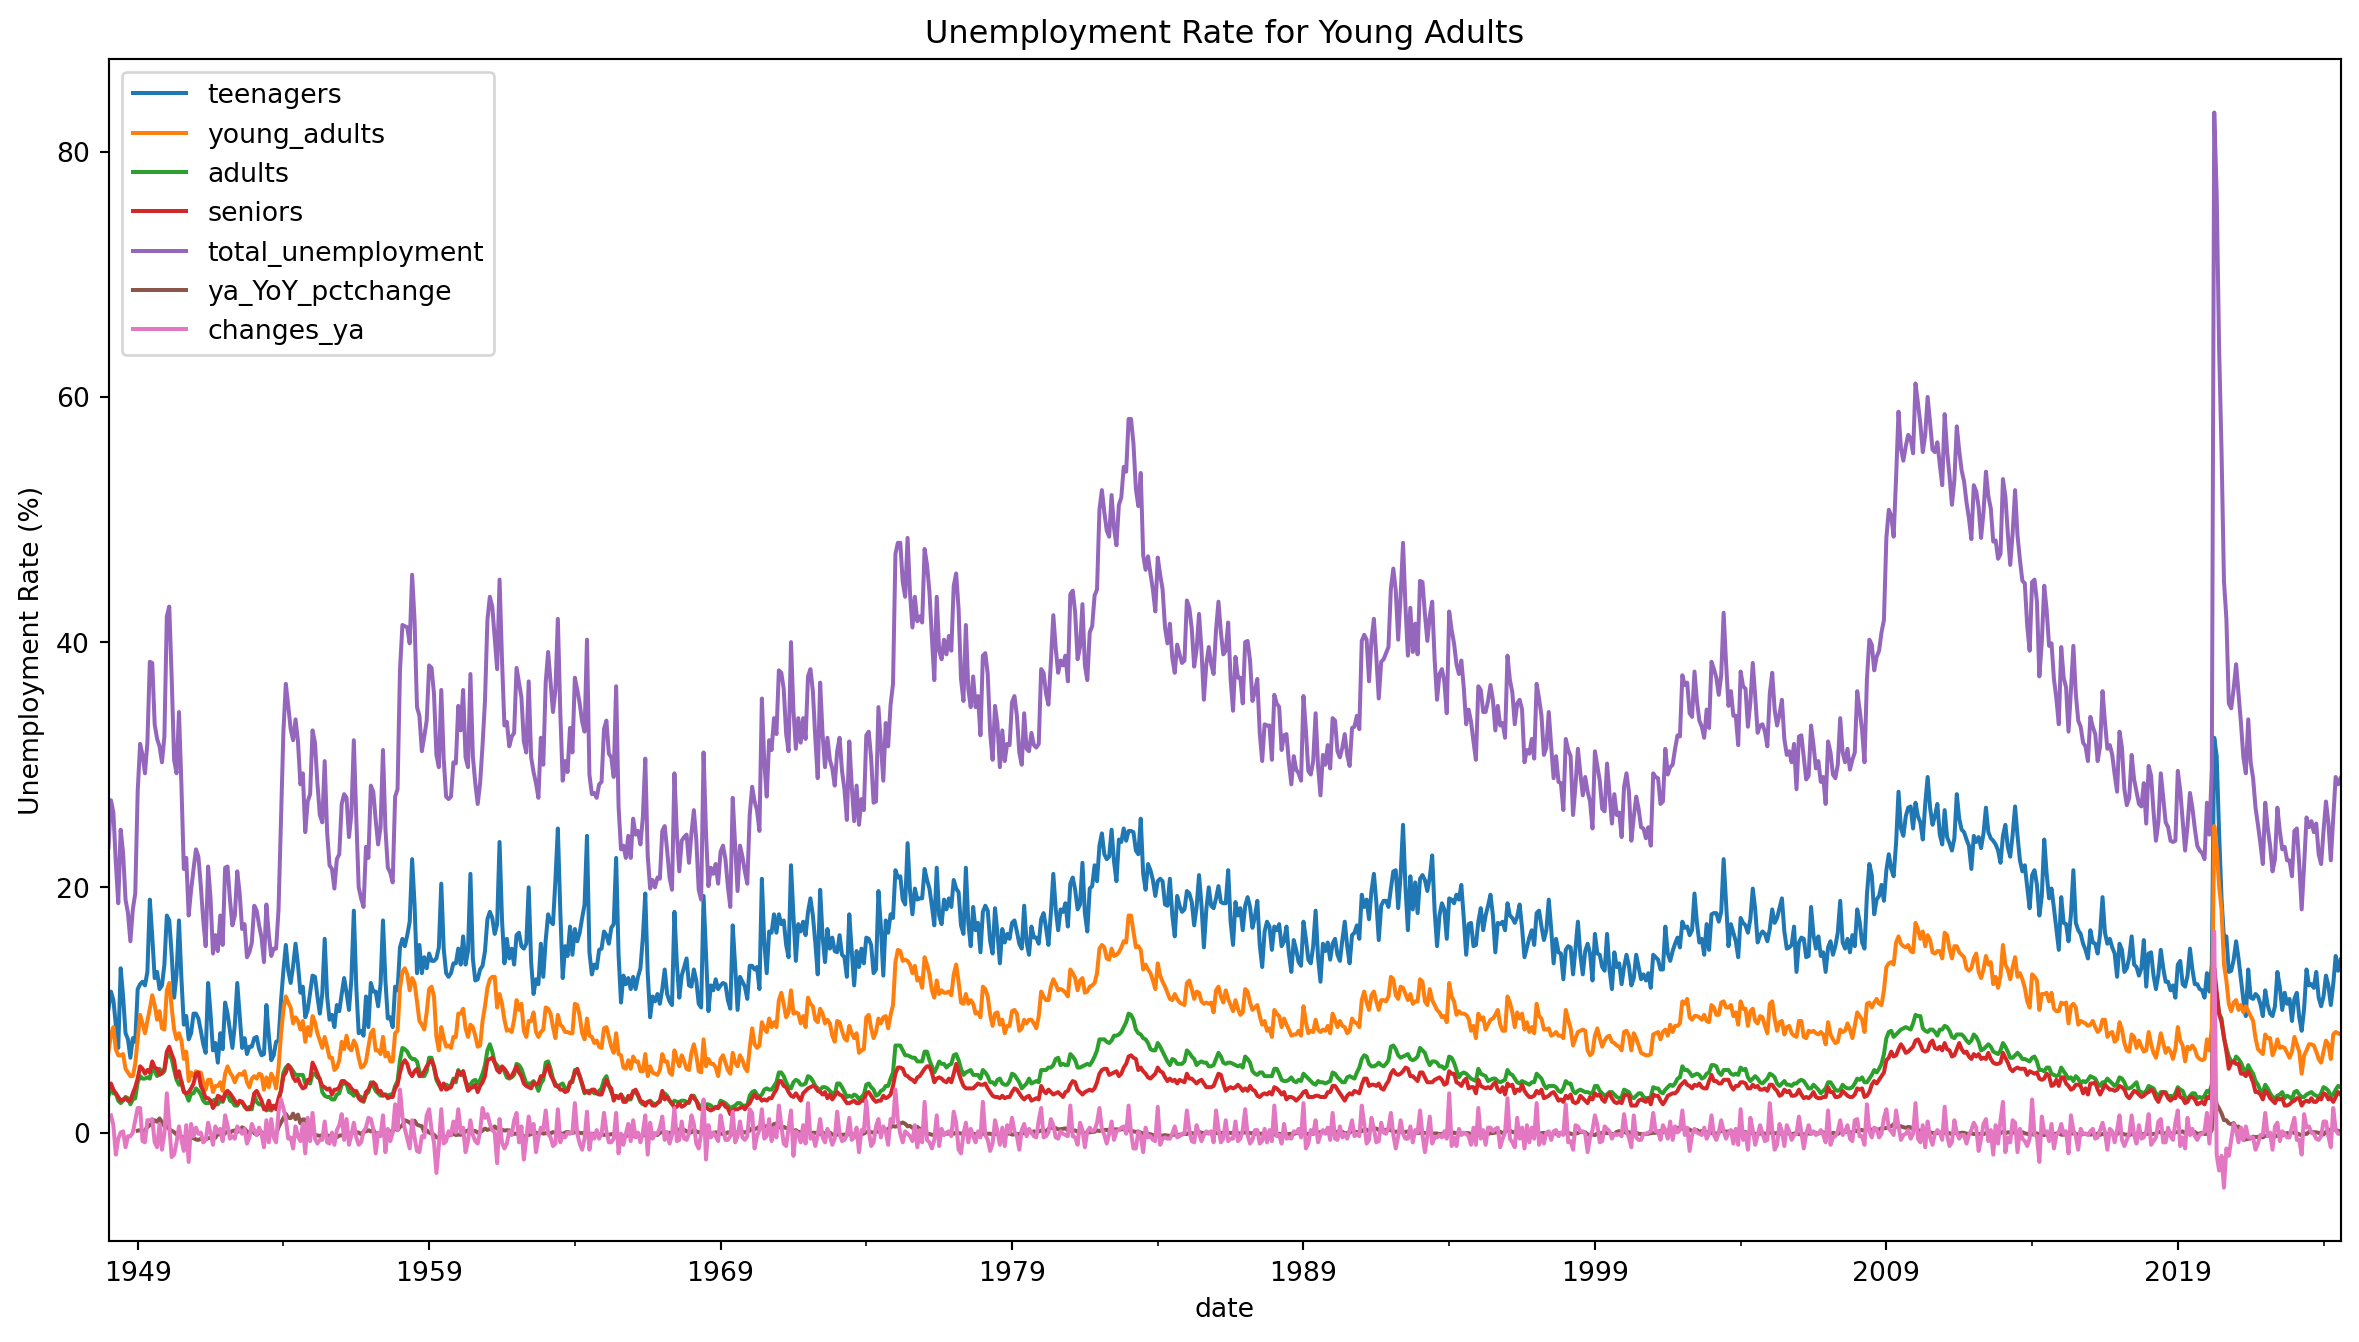 Unemployment Rate for Young Adults
teenagers
young_adults
adults
seniors
total_unemployment
ya_YoY_pctchange
changes_ya
Unemployment Rate (%)
80
60
40
20
0
1949 1959 1969 1979 1989 1999 2009 2019
date